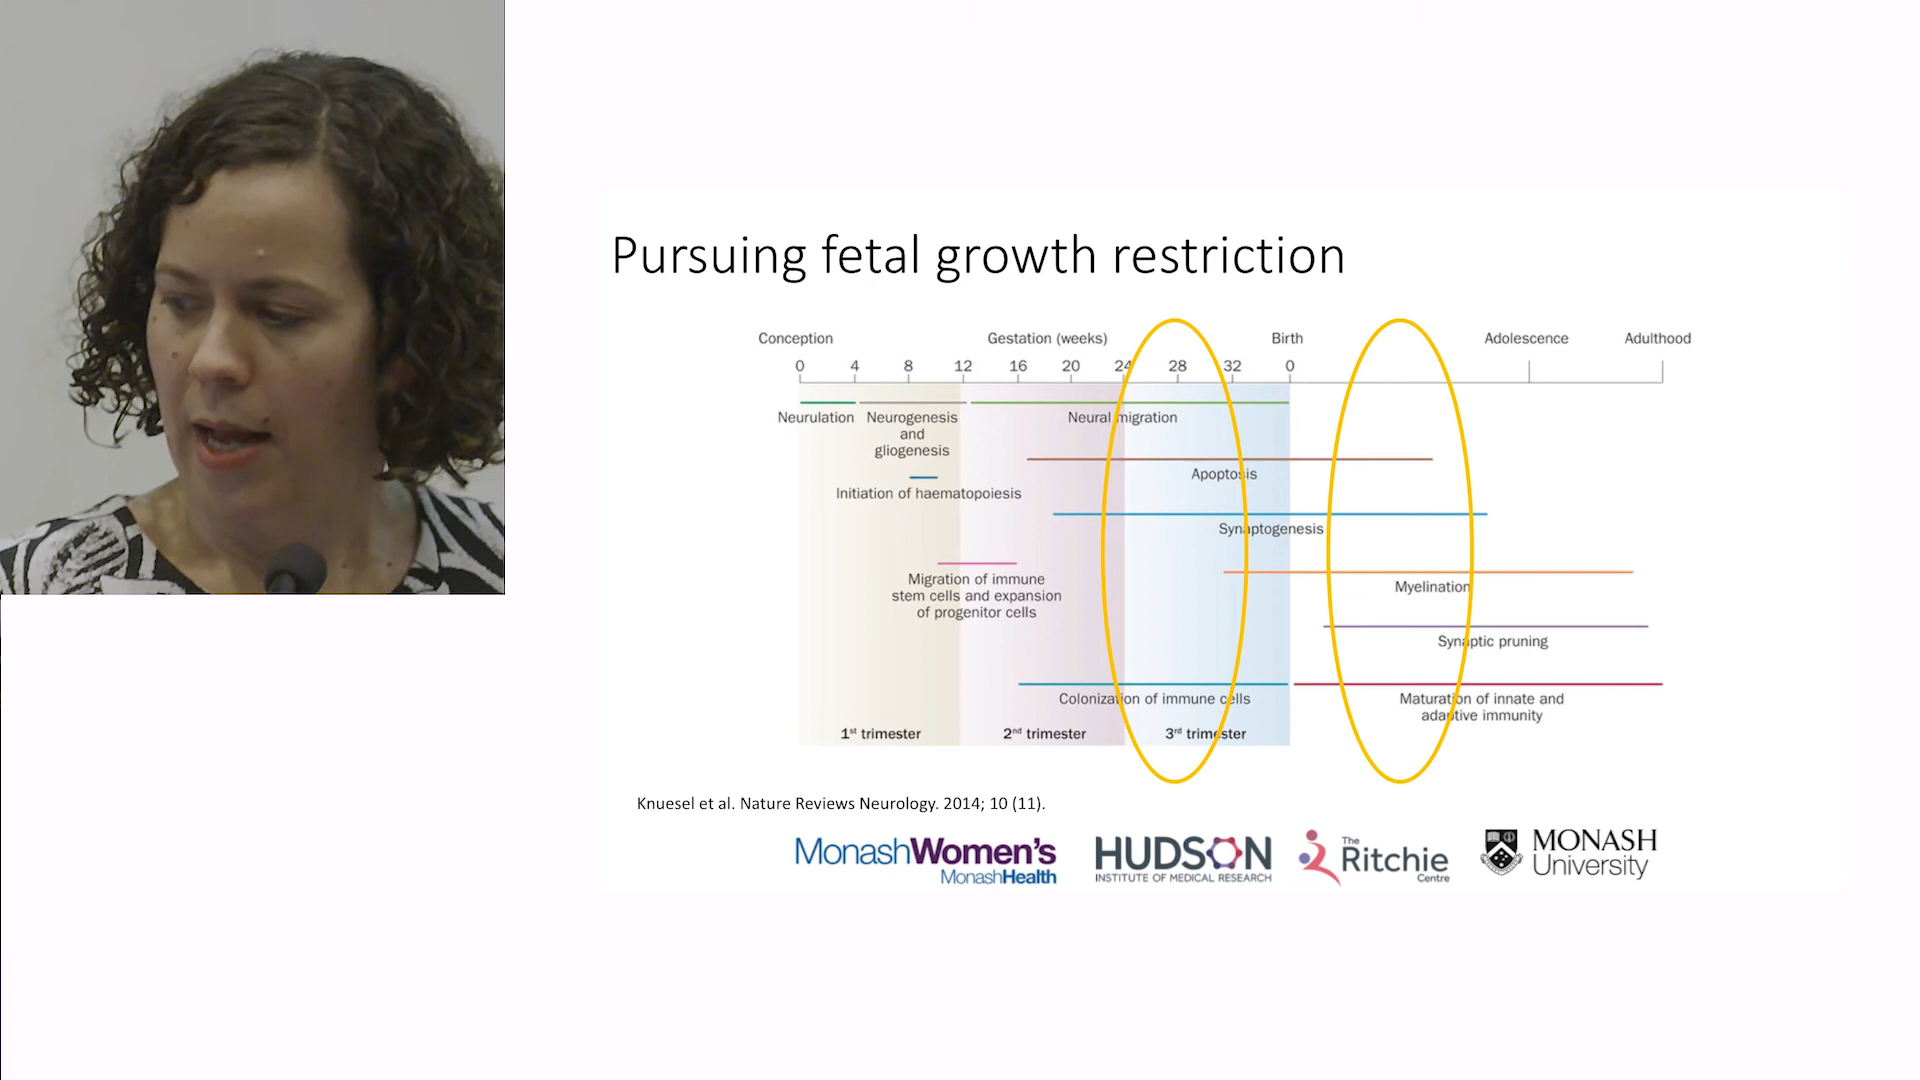 Pursuing fetal growth restriction
Conception Gestation (weeks) Birth Adolescence Adulthood
0 4 8 12 16 20 24 28 32 0
Neurulation Neurogenesis and gliogenesis Neural migration
Apoptosis
Initiation of haematopoiesis
Synaptogenesis
Migration of immune
stem cells and expansion
of progenitor cells
Myelination
Synaptic pruning
Colonization of immune cells
Maturation of innate and
adaptive immunity
1st trimester 2nd trimester 3rd trimester
Knuesel et al. Nature Reviews Neurology. 2014; 10 (11).
MonashWomen's
MonashHealth
HUDSON
INSTITUTE OF MEDICAL RESEARCH
The
Ritchie
Centre
MONASH
University